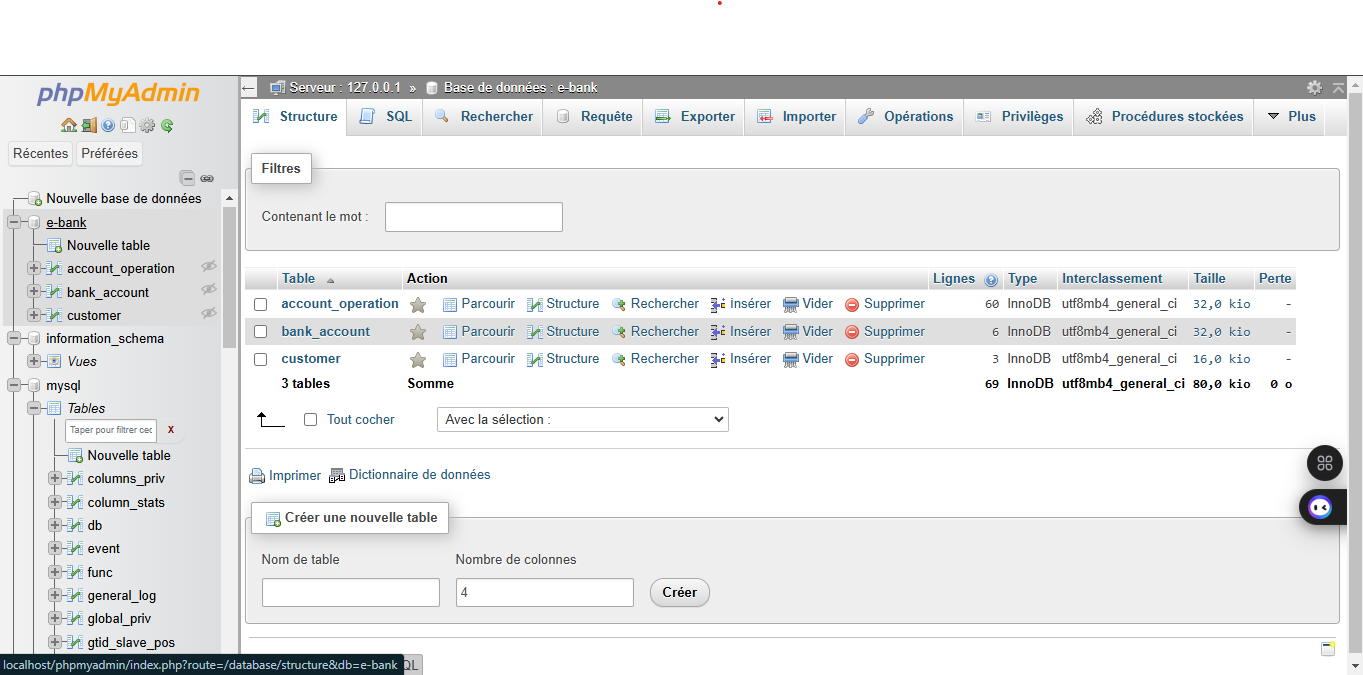 phpMyAdmin
Récentes Préférées
Nouvelle base de données
e-bank
Nouvelle table
account_operation
bank_account
customer
information_schema
Vues
mysql
Tables
Taper pour filtrer cec X
Nouvelle table
columns_priv
column_stats
db
event
func
general_log
global_priv
gtid_slave_pos
localhost/phpmyadmin/index.php?route=/database/structure&db=e-bank
QL
Serveur : 127.0.0.1 » Base de données : e-bank
Structure SQL Rechercher Requête Exporter Importer Opérations Privilèges Procédures stockées Plus
Filtres
Contenant le mot :
Table Action Lignes Type Interclassement Taille Perte
account_operation Parcourir Structure Rechercher Insérer Vider Supprimer 60 InnoDB utf8mb4_general_ci 32,0 kio -
bank_account Parcourir Structure Rechercher Insérer Vider Supprimer 6 InnoDB utf8mb4_general_ci 32,0 kio -
customer Parcourir Structure Rechercher Insérer Vider Supprimer 3 InnoDB utf8mb4_general_ci 16,0 kio -
3 tables Somme 69 InnoDB utf8mb4_general_ci 80,0 kio 0 o
Tout cocher Avec la sélection :
Imprimer Dictionnaire de données
Créer une nouvelle table
Nom de table Nombre de colonnes
4 Créer